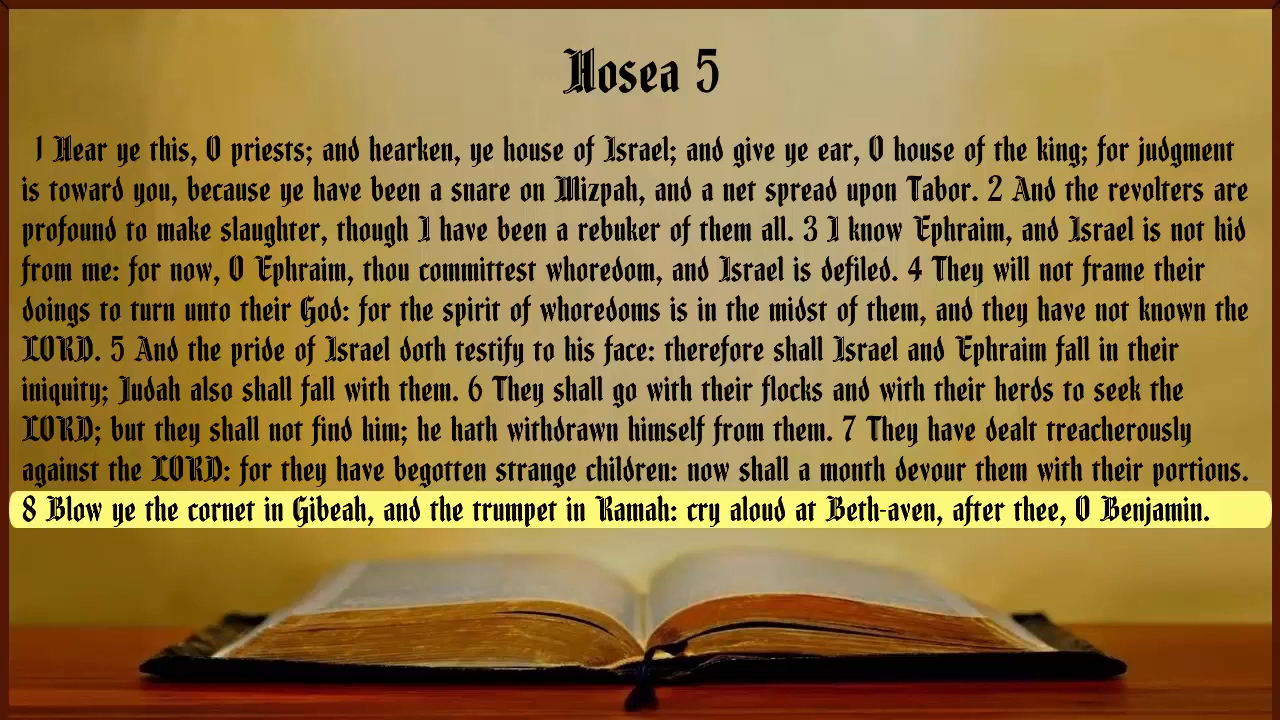 Hosea 5
1 Hear ye this, O priests; and hearken, ye house of Israel; and give ye ear, O house of the king; for judgment
is toward you, because ye have been a snare on Mizpah, and a net spread upon Tabor. 2 And the revolters are
profound to make slaughter, though I have been a rebuker of them all. 3 I know Ephraim, and Israel is not hid
from me: for now, O Ephraim, thou committest whoredom, and Israel is defiled. 4 They will not frame their
doings to turn unto their God: for the spirit of whoredoms is in the midst of them, and they have not known the
LORD. 5 And the pride of Israel doth testify to his face: therefore shall Israel and Ephraim fall in their
iniquity; Judah also shall fall with them. 6 They shall go with their flocks and with their herds to seek the
LORD; but they shall not find him; he hath withdrawn himself from them. 7 They have dealt treacherously
against the LORD: for they have begotten strange children: now shall a month devour them with their portions.
8 Blow ye the cornet in Gibeah, and the trumpet in Ramah: cry aloud at Beth-aven, after thee, O Benjamin.